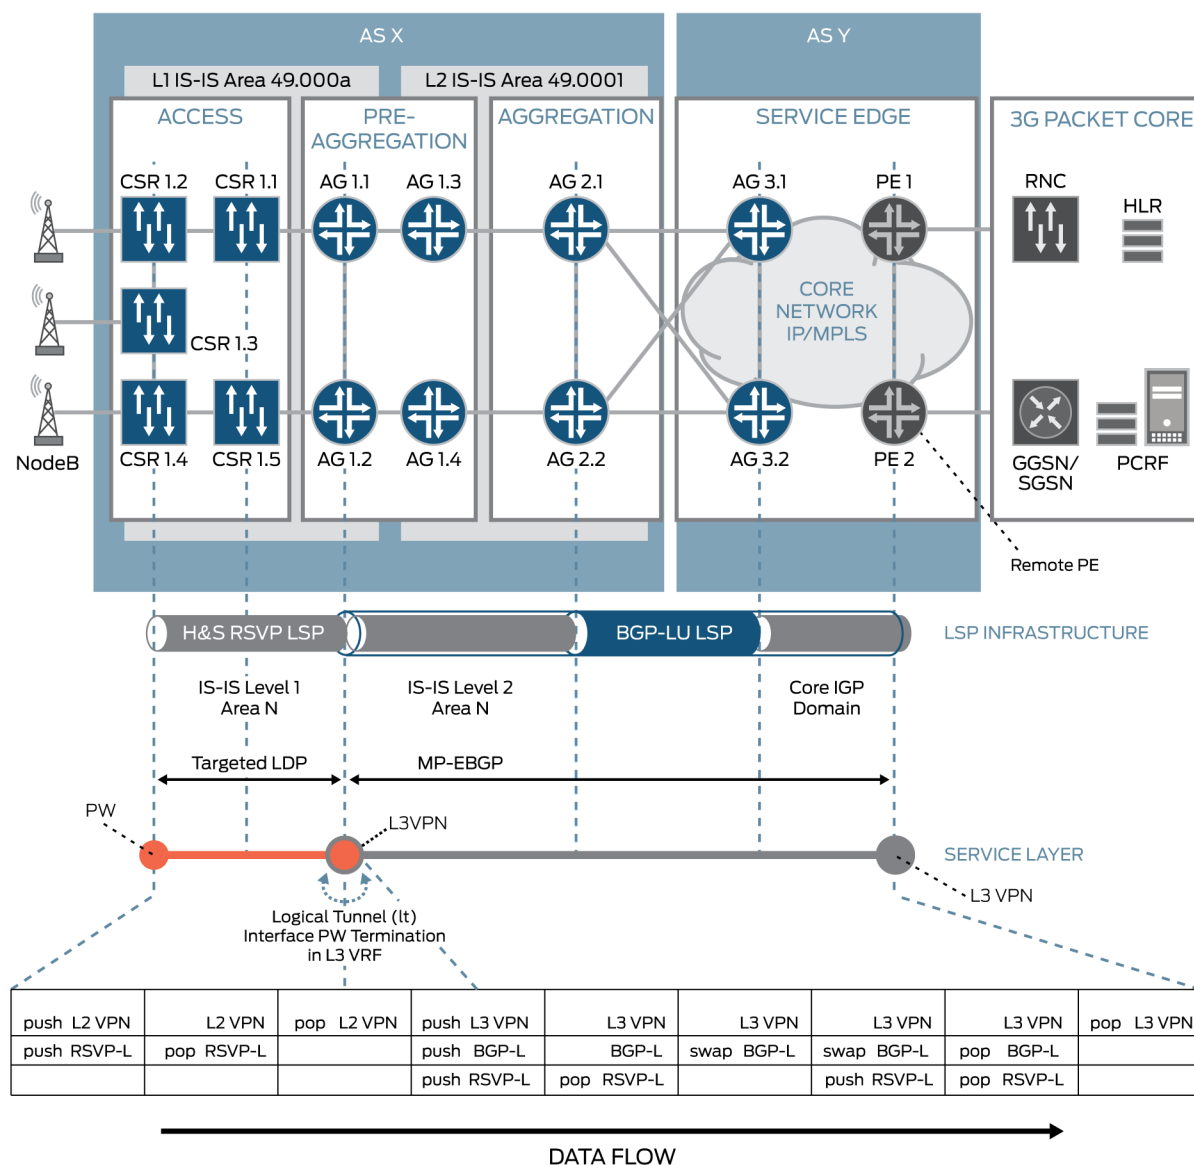 AS X
AS Y
L1 IS-IS Area 49.000a
L2 IS-IS Area 49.0001
ACCESS
PRE-
AGGREGATION
AGGREGATION
SERVICE EDGE
3G PACKET CORE
CSR 1.2
CSR 1.1
AG 1.1
AG 1.3
AG 2.1
AG 3.1
PE 1
RNC
HLR
CORE
NETWORK
IP/MPLS
CSR 1.3
NodeB
CSR 1.4
CSR 1.5
AG 1.2
AG 1.4
AG 2.2
AG 3.2
PE 2
GGSN/
SGSN
PCRF
Remote PE
H&S RSVP LSP
BGP-LU LSP
LSP INFRASTRUCTURE
IS-IS Level 1
Area N
IS-IS Level 2
Area N
Core IGP
Domain
Targeted LDP
MP-EBGP
PW
L3VPN
SERVICE LAYER
L3 VPN
Logical Tunnel (lt)
Interface PW Termination
in L3 VRF
push L2 VPN
L2 VPN
pop L2 VPN
push L3 VPN
L3 VPN
L3 VPN
L3 VPN
L3 VPN
pop L3 VPN
push RSVP-L
pop RSVP-L
push BGP-L
BGP-L
swap BGP-L
swap BGP-L
pop BGP-L
push RSVP-L
pop RSVP-L
push RSVP-L
pop RSVP-L
DATA FLOW